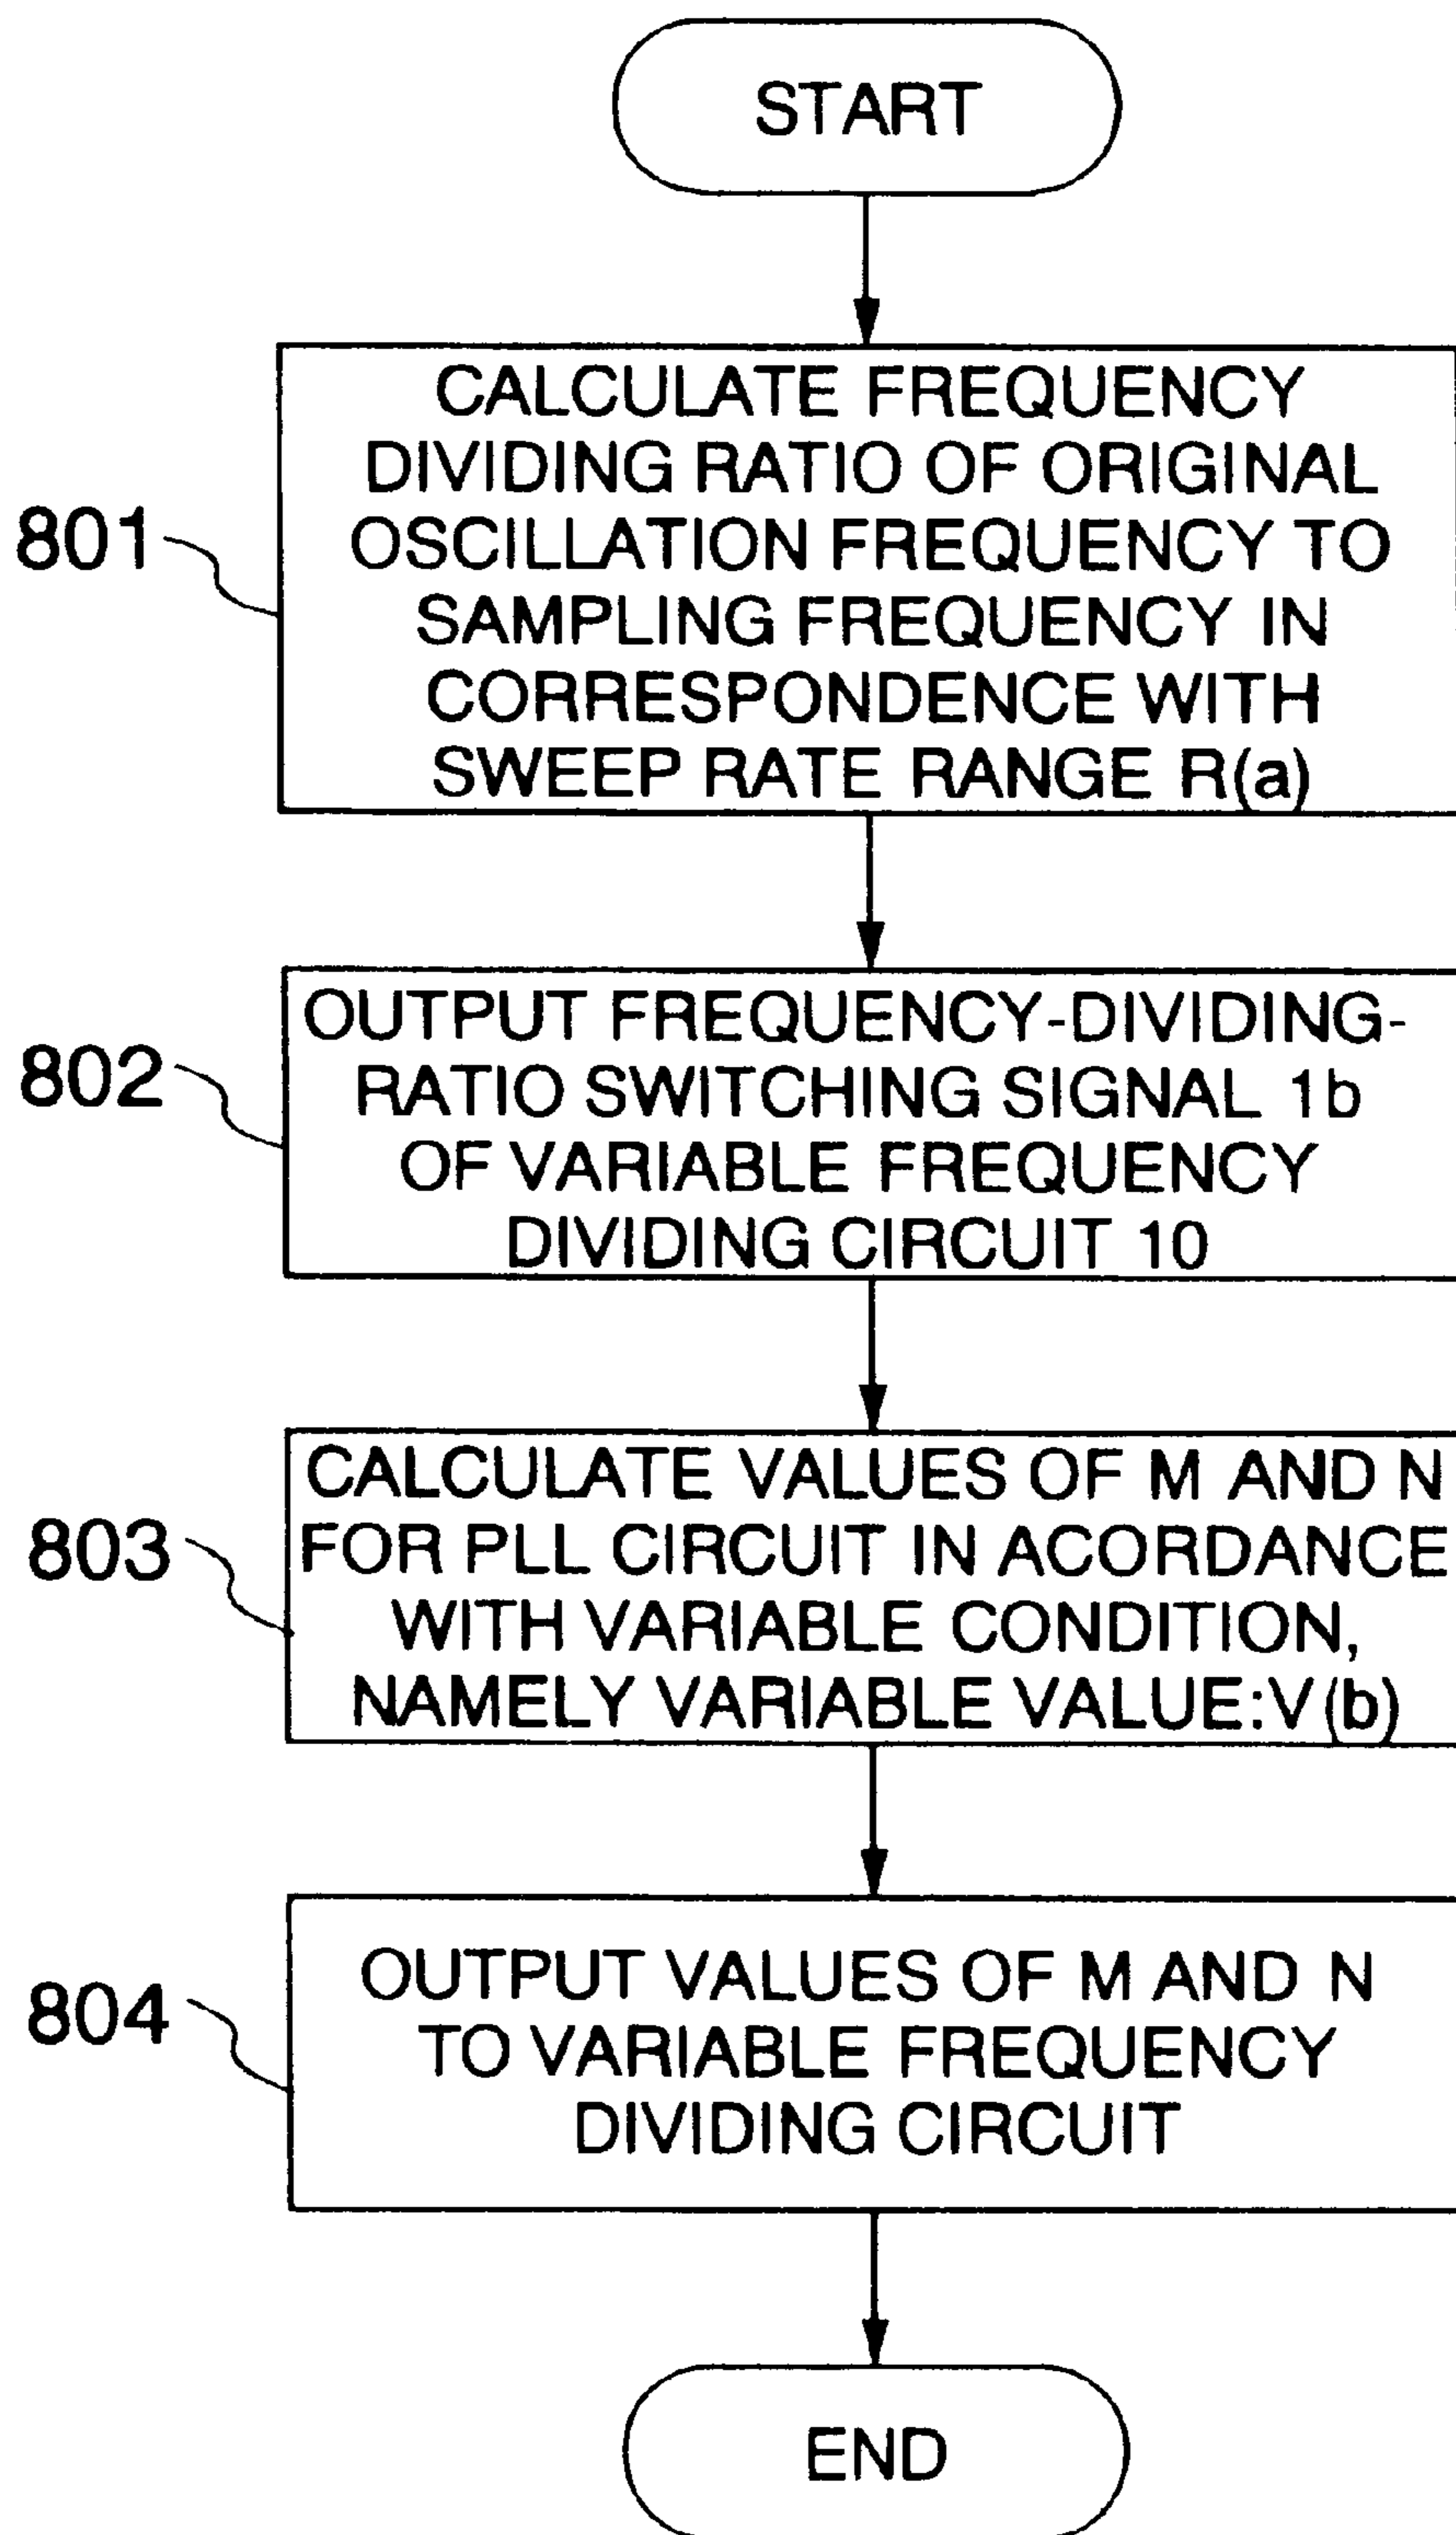 START
801
CALCULATE FREQUENCY
DIVIDING RATIO OF ORIGINAL
OSCILLATION FREQUENCY TO
SAMPLING FREQUENCY IN
CORRESPONDENCE WITH
SWEEP RATE RANGE R(a)
802
OUTPUT FREQUENCY-DIVIDING-
RATIO SWITCHING SIGNAL 1b
OF VARIABLE FREQUENCY
DIVIDING CIRCUIT 10
803
CALCULATE VALUES OF M AND N
FOR PLL CIRCUIT IN ACORDANCE
WITH VARIABLE CONDITION,
NAMELY VARIABLE VALUE:V(b)
804
OUTPUT VALUES OF M AND N
TO VARIABLE FREQUENCY
DIVIDING CIRCUIT
END